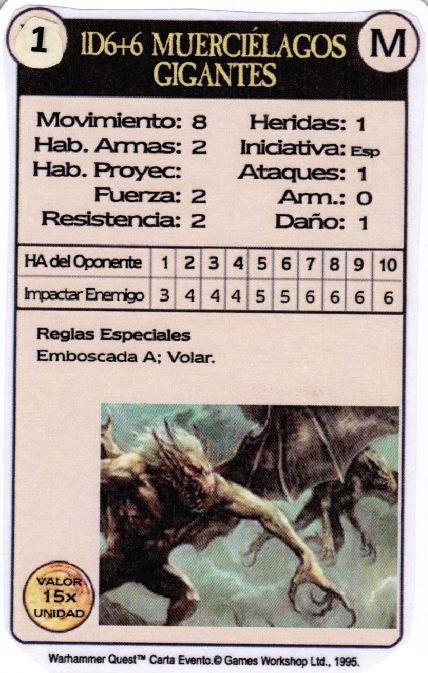 1 1D6+6 MUERCIÉLAGOS M
GIGANTES
Movimiento: 8 Heridas: 1
Hab. Armas: 2 Iniciativa: Esp
Hab. Proyec: Ataques: 1
Fuerza: 2 Arm.: 0
Resistencia: 2 Daño: 1
HA del Oponente 1 2 3 4 5 6 7 8 9 10
Impactar Enemigo 3 4 4 4 5 5 6 6 6 6
Reglas Especiales
Emboscada A; Volar.
VALOR
15x
UNIDAD
Warhammer Quest™ Carta Evento.© Games Workshop Ltd., 1995.